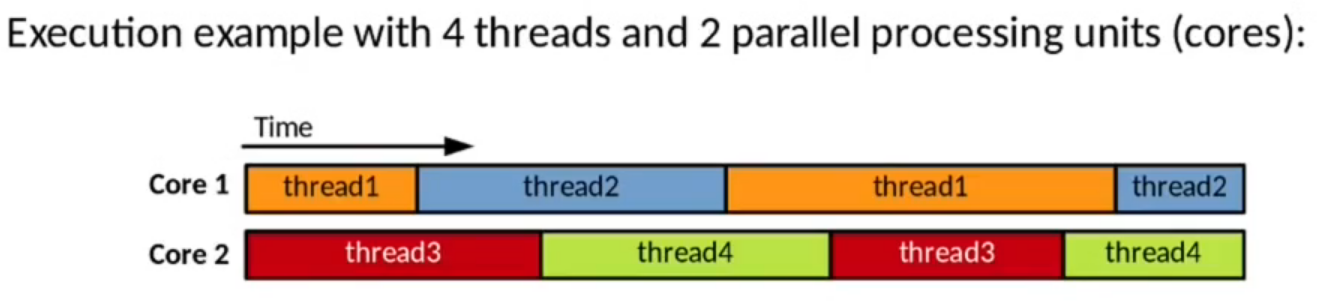 Execution example with 4 threads and 2 parallel processing units (cores):
Time
Core 1 thread1 thread2 thread1 thread2
Core 2 thread3 thread4 thread3 thread4